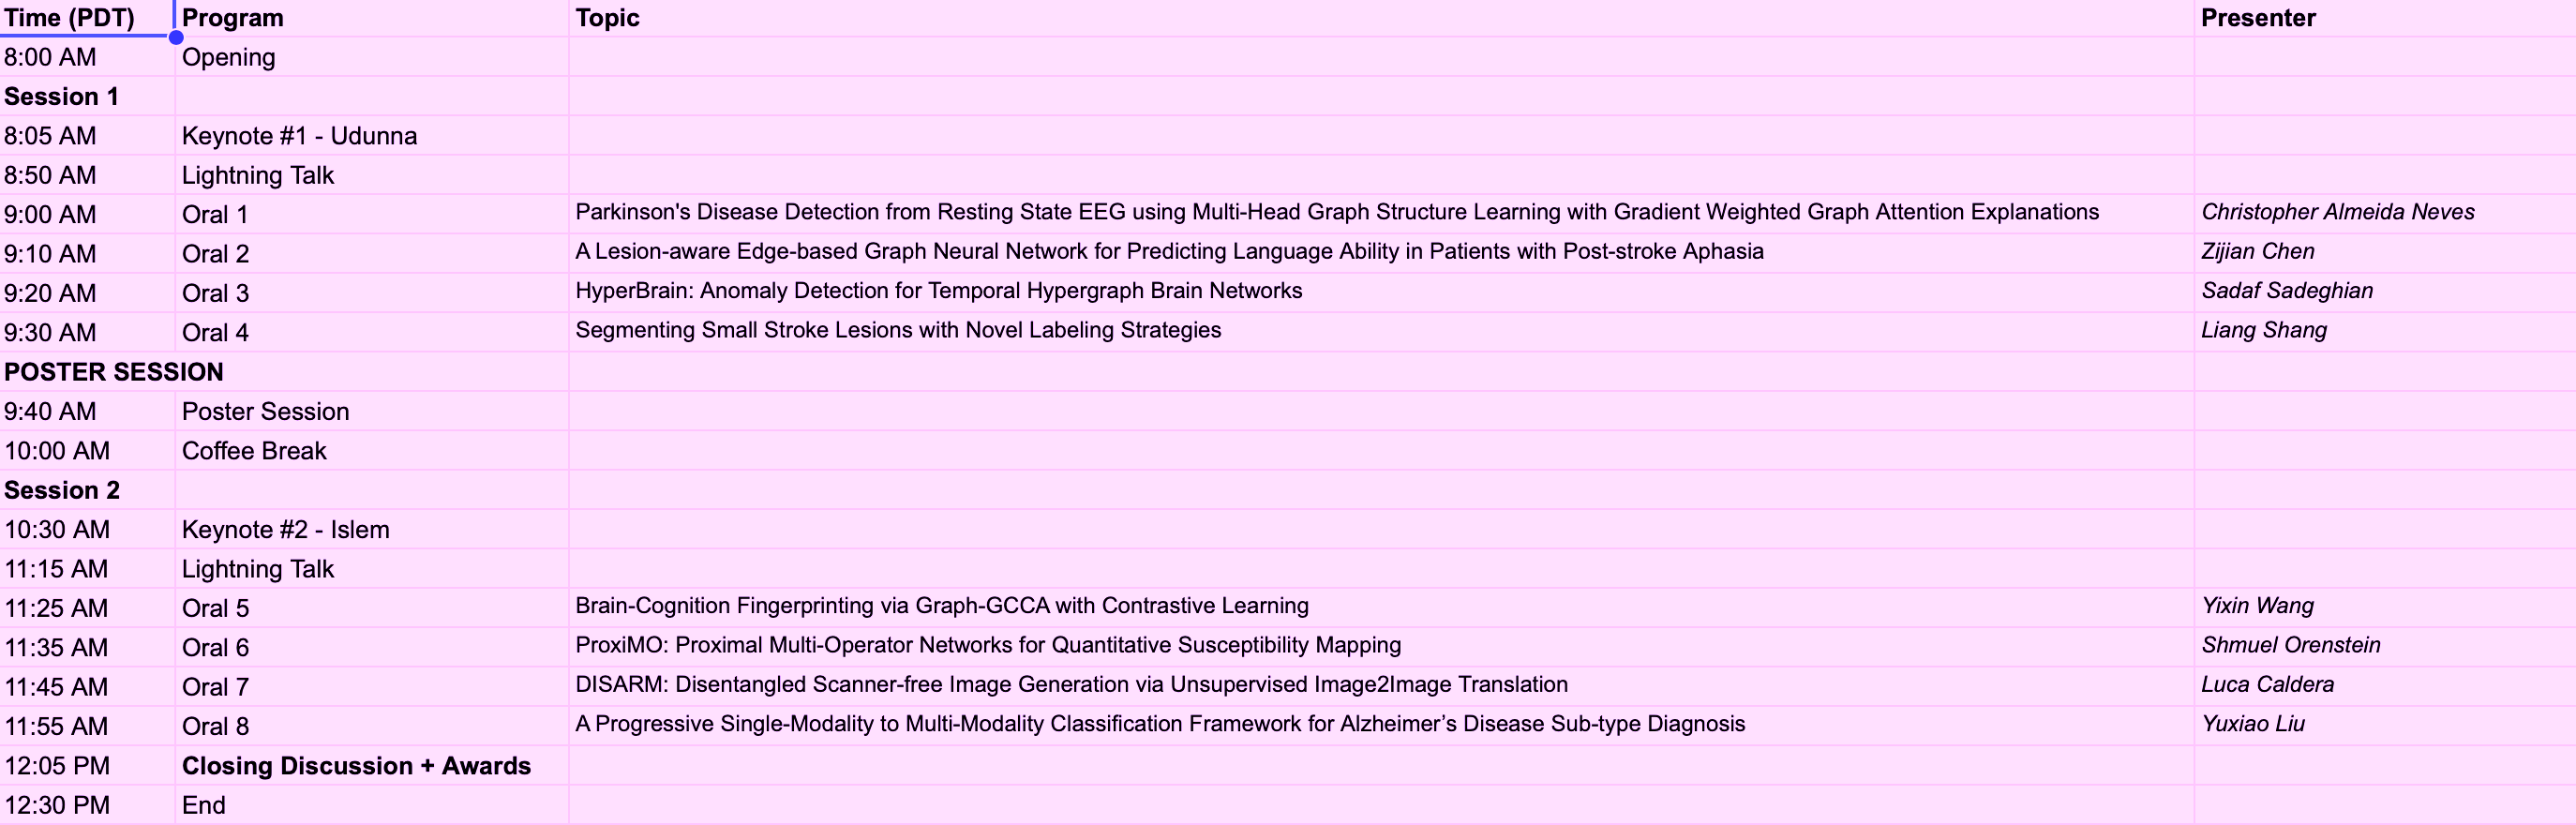 Time (PDT) Program Topic Presenter
8:00 AM Opening
Session 1
8:05 AM Keynote #1 - Udunna
8:50 AM Lightning Talk
9:00 AM Oral 1 Parkinson's Disease Detection from Resting State EEG using Multi-Head Graph Structure Learning with Gradient Weighted Graph Attention Explanations Christopher Almeida Neves
9:10 AM Oral 2 A Lesion-aware Edge-based Graph Neural Network for Predicting Language Ability in Patients with Post-stroke Aphasia Zijian Chen
9:20 AM Oral 3 HyperBrain: Anomaly Detection for Temporal Hypergraph Brain Networks Sadaf Sadeghian
9:30 AM Oral 4 Segmenting Small Stroke Lesions with Novel Labeling Strategies Liang Shang
POSTER SESSION
9:40 AM Poster Session
10:00 AM Coffee Break
Session 2
10:30 AM Keynote #2 - Islem
11:15 AM Lightning Talk
11:25 AM Oral 5 Brain-Cognition Fingerprinting via Graph-GCCA with Contrastive Learning Yixin Wang
11:35 AM Oral 6 ProxiMO: Proximal Multi-Operator Networks for Quantitative Susceptibility Mapping Shmuel Orenstein
11:45 AM Oral 7 DISARM: Disentangled Scanner-free Image Generation via Unsupervised Image2Image Translation Luca Caldera
11:55 AM Oral 8 A Progressive Single-Modality to Multi-Modality Classification Framework for Alzheimer’s Disease Sub-type Diagnosis Yuxiao Liu
12:05 PM Closing Discussion + Awards
12:30 PM End